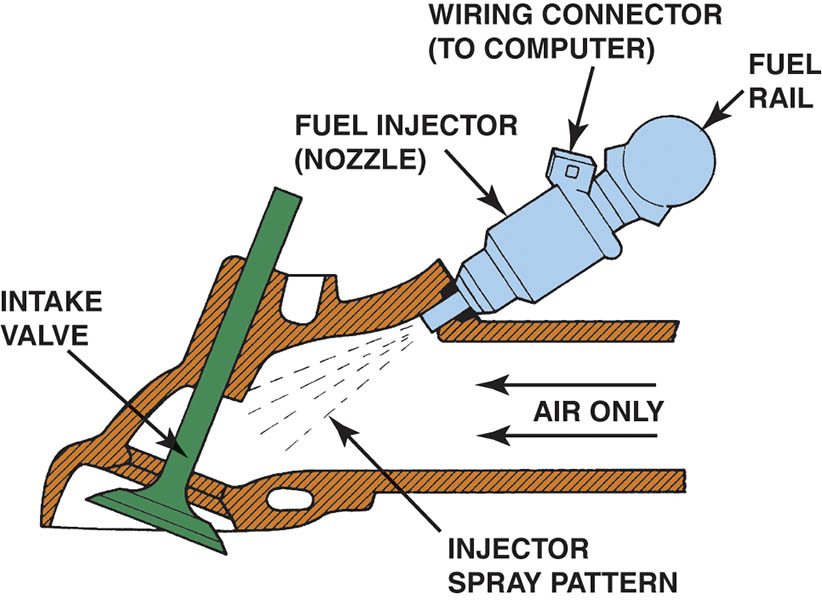 WIRING CONNECTOR
(TO COMPUTER)
FUEL
RAIL
FUEL INJECTOR
(NOZZLE)
INTAKE
VALVE
AIR ONLY
INJECTOR
SPRAY PATTERN